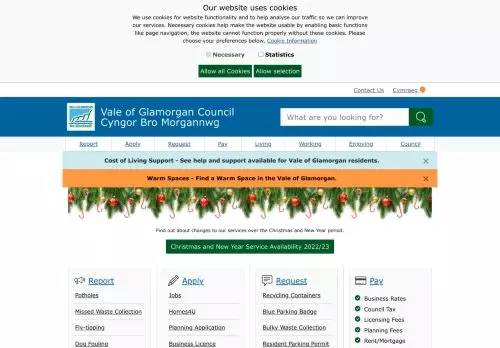 Our website uses cookies
We use cookies for website functionality and to help analyse our traffic so we can improve
our services. Necessary cookies help make the website usable by enabling basic functions
like page navigation, the website cannot function properly without these cookies. Please
choose your preferences below. Cookie Information
Necessary Statistics
Allow all Cookies Allow selection
Contact Us Cymraeg
Vale of Glamorgan Council
Cyngor Bro Morgannwg
What are you looking for?
Report Apply Request Pay Living Working Enjoying Council
Cost of Living Support - See help and support available for Vale of Glamorgan residents. ×
Warm Spaces - Find a Warm Space in the Vale of Glamorgan. ×
Find out about changes to our services over the Christmas and New Year period.
Christmas and New Year Service Availability 2022/23
Report Apply Request Pay
Potholes Jobs Recycling Containers Business Rates
Missed Waste Collection Homes4U Blue Parking Badge Council Tax
Fly-tipping Planning Application Bulky Waste Collection Licensing Fees
Dog Fouling Business Licence Resident Parking Permit Planning Fees
Rent/Mortgage